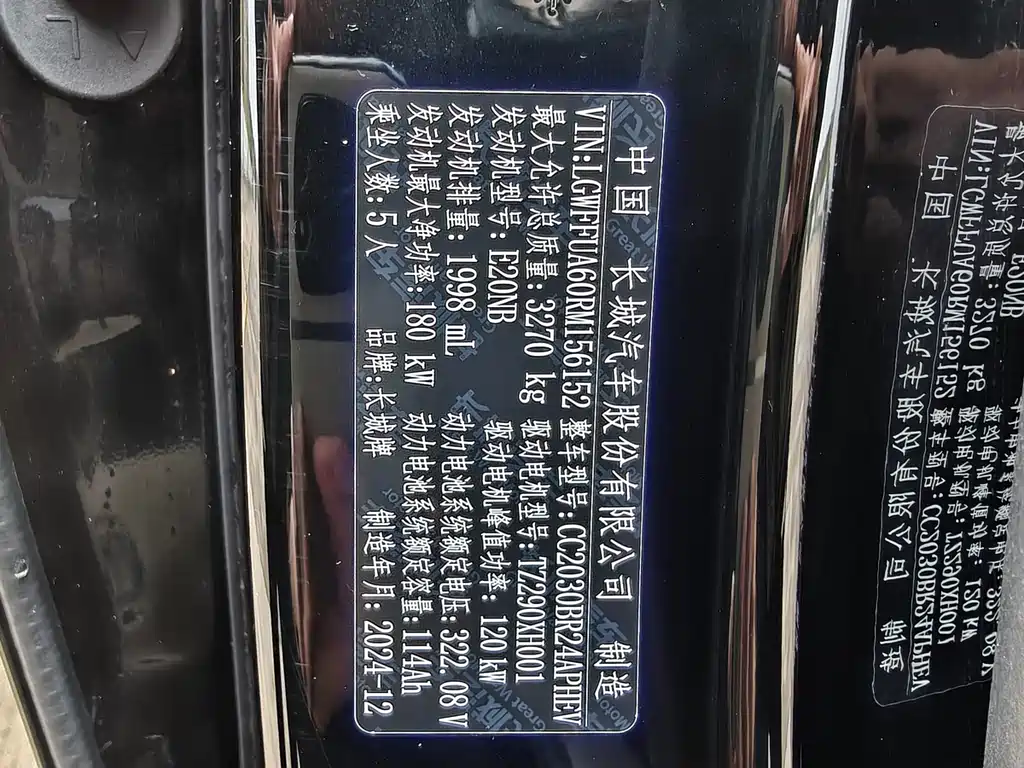 中国 长城汽车股份有限公司 制造
VIN:LGWFFUA60RM156152 整车型号:CC2030BR24APHEV
最大允许总质量:3270 kg 驱动电机型号:TZ290XH001
发动机型号:E20NB 驱动电机峰值功率:120 kW
发动机排量:1998 mL 动力电池系统额定电压:322.08 V
发动机最大净功率:180 kW 动力电池系统额定容量:114Ah
乘坐人数:5人 品牌:长城牌 制造年月:2024-12